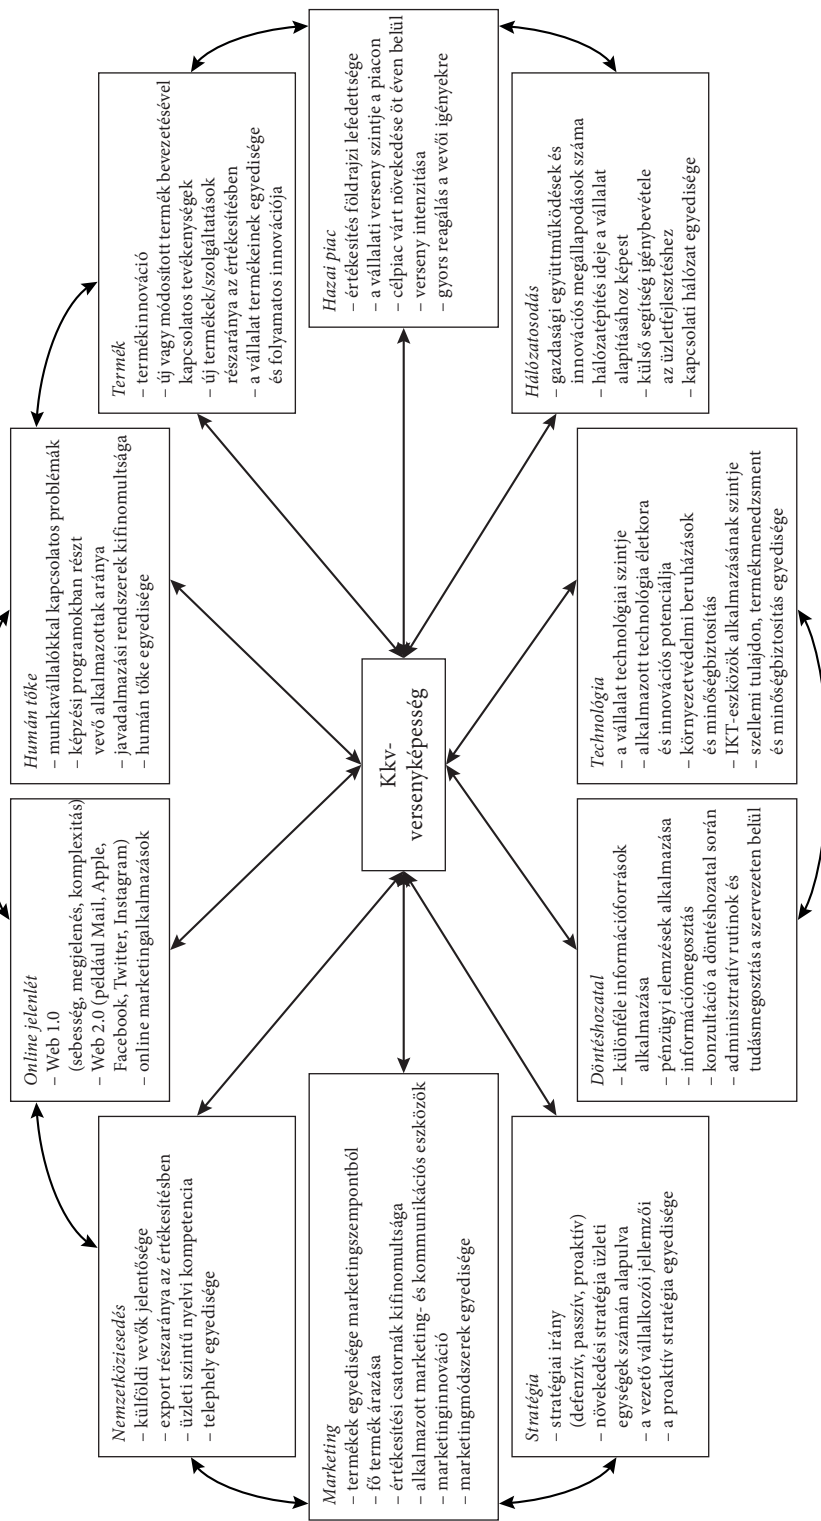 Nemzetköziesedés
– külföldi vevők jelentősége
– export részaránya az értékesítésben
– üzleti szintű nyelvi kompetencia
– telephely egyedisége
Online jelenlét
– Web 1.0
(sebesség, megjelenés, komplexitás)
– Web 2.0 (például Mail, Apple,
Facebook, Twitter, Instagram)
– online marketingalkalmazások
Humán tőke
– munkavállalókkal kapcsolatos problémák
– képzési programokban részt
vevő alkalmazottak aránya
– javadalmazási rendszerek kifinomultsága
– humán tőke egyedisége
Termék
– termékinnováció
– új vagy módosított termék bevezetésével
kapcsolatos tevékenységek
– új termékek/szolgáltatások
részaránya az értékesítésben
– a vállalat termékeinek egyedisége
és folyamatos innovációja
Marketing
– termékek egyedisége marketingszempontból
– fő termék árazása
– értékesítési csatornák kifinomultsága
– alkalmazott marketing- és kommunikációs eszközök
– marketinginnováció
– marketingmódszerek egyedisége
Kkv-
versenyképesség
Hazai piac
– értékesítés földrajzi lefedettsége
– a vállalati verseny szintje a piacon
– célpiac várt növekedése öt éven belül
– verseny intenzitása
– gyors reagálás a vevői igényekre
Stratégia
– stratégiai irány
(defenzív, passzív, proaktív)
– növekedési stratégia üzleti
egységek számán alapulva
– a vezető vállalkozói jellemzői
– a proaktív stratégia egyedisége
Döntéshozatal
– különféle információforrások
alkalmazása
– pénzügyi elemzések alkalmazása
– információmegosztás
– konzultáció a döntéshozatal során
– adminisztratív rutinok és
tudásmegosztás a szervezeten belül
Technológia
– a vállalat technológiai szintje
– alkalmazott technológia életkora
és innovációs potenciálja
– környezetvédelmi beruházások
és minőségbiztosítás
– IKT-eszközök alkalmazásának szintje
– szellemi tulajdon, termékmenedzsment
és minőségbiztosítás egyedisége
Hálózatosodás
– gazdasági együttműködések és
innovációs megállapodások száma
– hálózatépítés ideje a vállalat
alapításához képest
– külső segítség igénybevétele
az üzletfejlesztéshez
– kapcsolati hálózat egyedisége